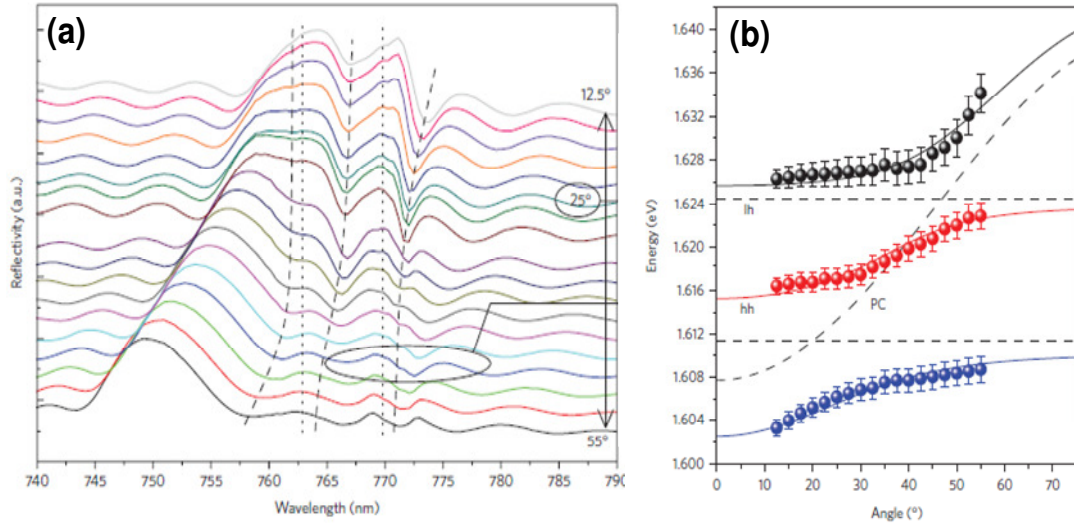 (a)
12.5°
25°
55°
Reflectivity (a.u.)
740 745 750 755 760 765 770 775 780 785 790
Wavelength (nm)
(b)
1.640
1.636
1.632
1.628
1.624
1.620
1.616
1.612
1.608
1.604
1.600
Energy (eV)
lh
hh
PC
0 10 20 30 40 50 60 70
Angle (°)